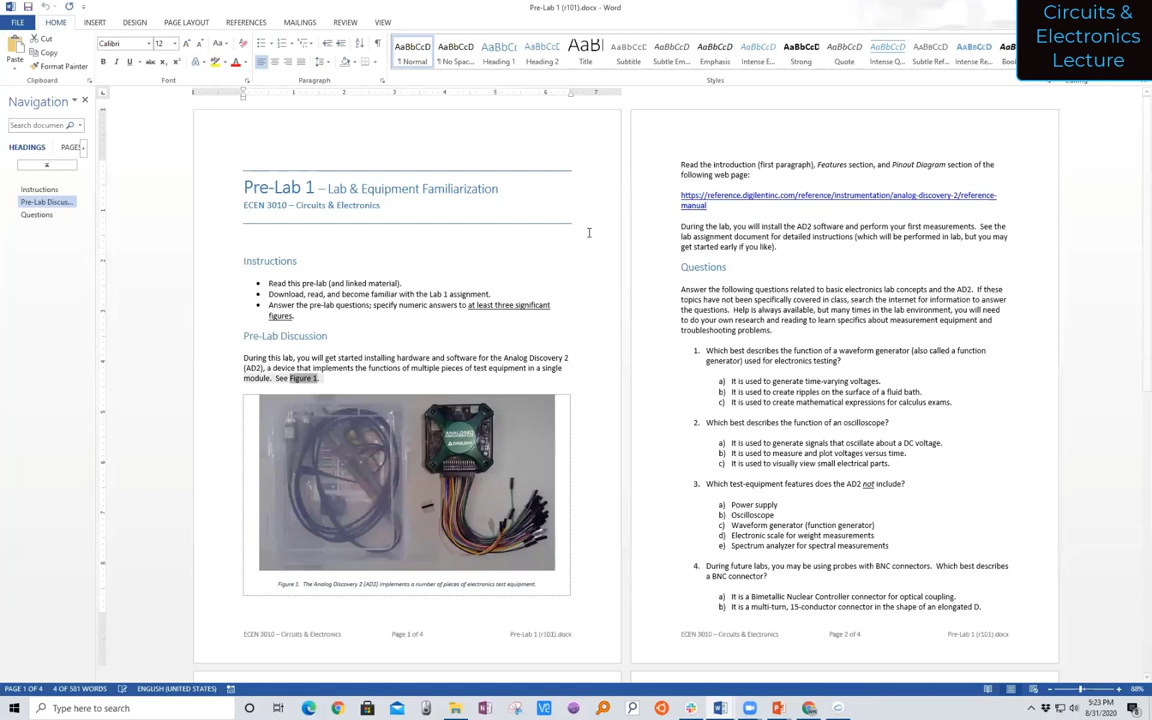 Pre-Lab 1 (r101).docx - Word
Circuits &
Electronics
Lecture
FILE HOME INSERT DESIGN PAGE LAYOUT REFERENCES MAILINGS REVIEW VIEW
Cut
Copy
Format Painter
Paste
Calibri 12
AaBbCcD AaBbCcD AaBbCcD AaBbCcD AaB AaBbCcD AaBbCcD AaBbCcD AaBbCcD AaBbCcD AaBbCcD AaBbCcD AaBbCcD AaBbCcD
¶ Normal ¶ No Spac... Heading 1 Heading 2 Title Subtitle Subtle Em... Emphasis Intense E... Strong Quote Intense Q... Subtle Ref... Intense Re...
Clipboard Font Paragraph Styles
Navigation
Search documen
HEADINGS PAGES
Instructions
Pre-Lab Discus...
Questions
Pre-Lab 1 – Lab & Equipment Familiarization
ECEN 3010 – Circuits & Electronics
Instructions
• Read this pre-lab (and linked material).
• Download, read, and become familiar with the Lab 1 assignment.
• Answer the pre-lab questions; specify numeric answers to at least three significant
figures.
Pre-Lab Discussion
During this lab, you will get started installing hardware and software for the Analog Discovery 2
(AD2), a device that implements the functions of multiple pieces of test equipment in a single
module. See Figure 1.
Figure 1. The Analog Discovery 2 (AD2) implements a number of pieces of electronics test equipment.
ECEN 3010 – Circuits & Electronics Page 1 of 4 Pre-Lab 1 (r101).docx
Read the Introduction (first paragraph), Features section, and Pinout Diagram section of the
following web page:
https://reference.digilentinc.com/reference/instrumentation/analog-discovery-2/reference-
manual
During the lab, you will install the AD2 software and perform your first measurements. See the
lab assignment document for detailed instructions (which will be performed in lab, but you may
get started early if you like).
Questions
Answer the following questions related to basic electronics lab concepts and the AD2. If these
topics have not been specifically covered in class, search the internet for information to answer
the questions. Help is always available, but many times in the lab environment, you will need
to do your own research and reading to learn specifics about measurement equipment and
troubleshooting problems.
1. Which best describes the function of a waveform generator (also called a function
generator) used for electronics testing?
a) It is used to generate time-varying voltages.
b) It is used to create ripples on the surface of a fluid bath.
c) It is used to create mathematical expressions for calculus exams.
2. Which best describes the function of an oscilloscope?
a) It is used to generate signals that oscillate about a DC voltage.
b) It is used to measure and plot voltages versus time.
c) It is used to visually view small electrical parts.
3. Which test-equipment features does the AD2 not include?
a) Power supply
b) Oscilloscope
c) Waveform generator (function generator)
d) Electronic scale for weight measurements
e) Spectrum analyzer for spectral measurements
4. During future labs, you may be using probes with BNC connectors. Which best describes
a BNC connector?
a) It is a Bimetallic Nuclear Controller connector for optical coupling.
b) It is a multi-turn, 15-conductor connector in the shape of an elongated D.
ECEN 3010 – Circuits & Electronics Page 2 of 4 Pre-Lab 1 (r101).docx
PAGE 1 OF 4 4 OF 581 WORDS ENGLISH (UNITED STATES) 88%
Type here to search
5:23 PM
8/31/2020